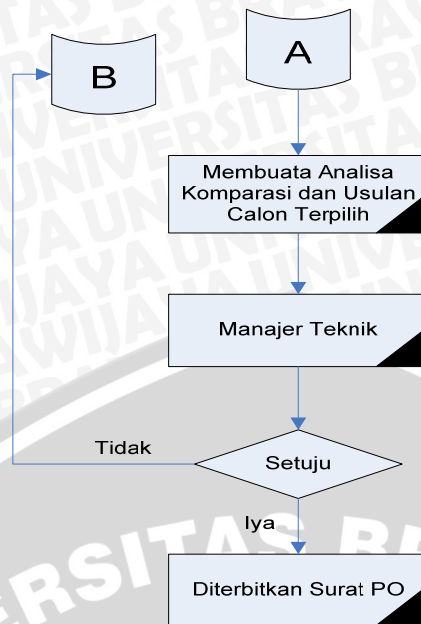 B
A
Membuata Analisa
Komparasi dan Usulan
Calon Terpilih
Manajer Teknik
Tidak
Setuju
Iya
Diterbitkan Surat PO